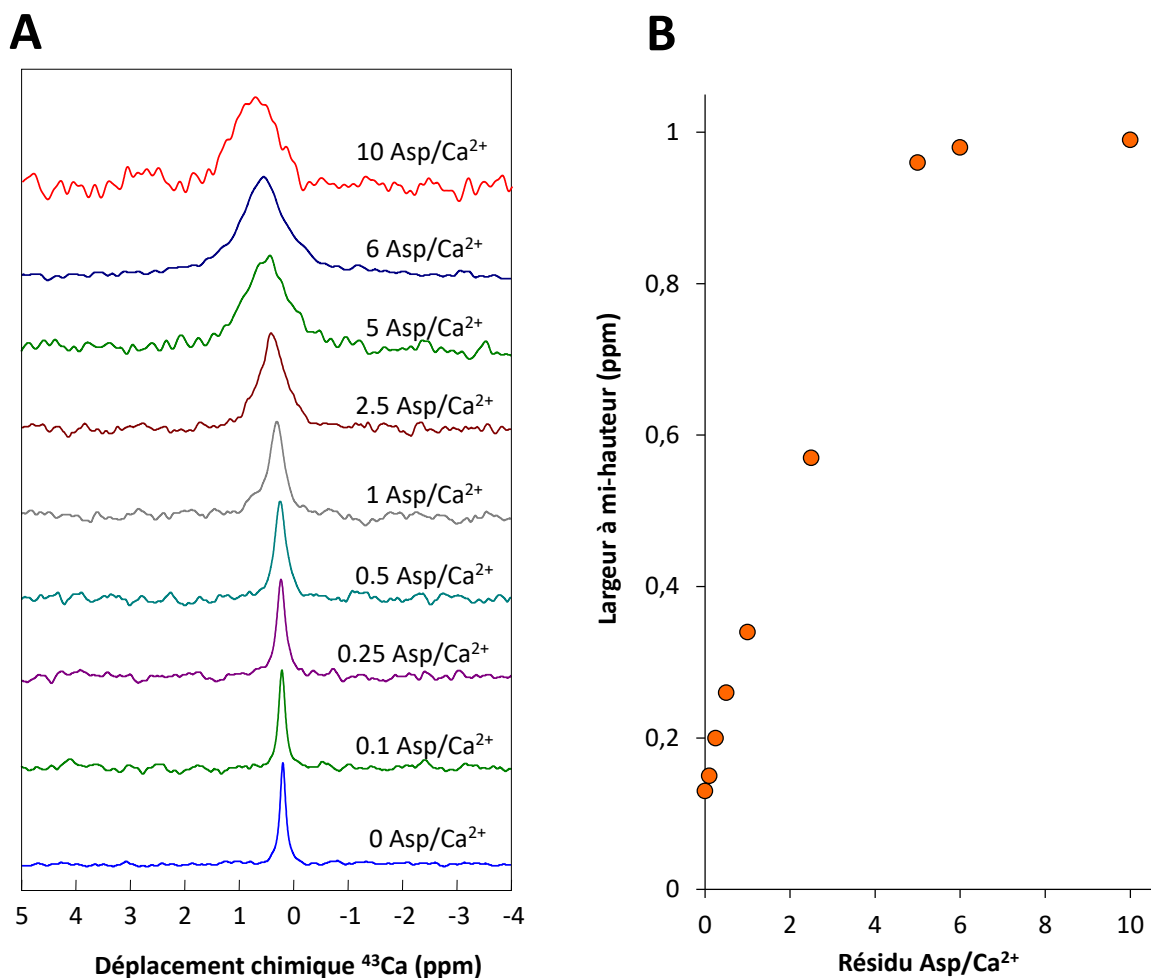 A
10 Asp/Ca²⁺
6 Asp/Ca²⁺
5 Asp/Ca²⁺
2.5 Asp/Ca²⁺
1 Asp/Ca²⁺
0.5 Asp/Ca²⁺
0.25 Asp/Ca²⁺
0.1 Asp/Ca²⁺
0 Asp/Ca²⁺
5 4 3 2 1 0 -1 -2 -3 -4
Déplacement chimique ⁴³Ca (ppm)
B
Largeur à mi-hauteur (ppm)
1
0,8
0,6
0,4
0,2
0
0 2 4 6 8 10
Résidu Asp/Ca²⁺